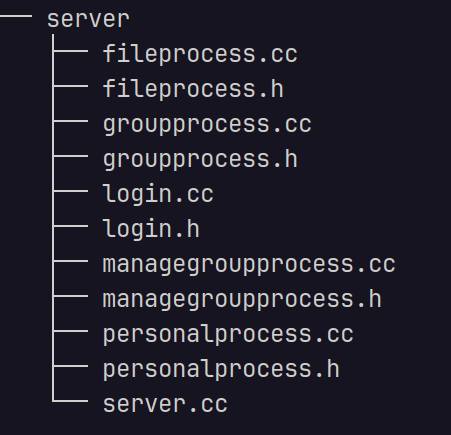 server
fileprocess.cc
fileprocess.h
groupprocess.cc
groupprocess.h
login.cc
login.h
managegroupprocess.cc
managegroupprocess.h
personalprocess.cc
personalprocess.h
server.cc